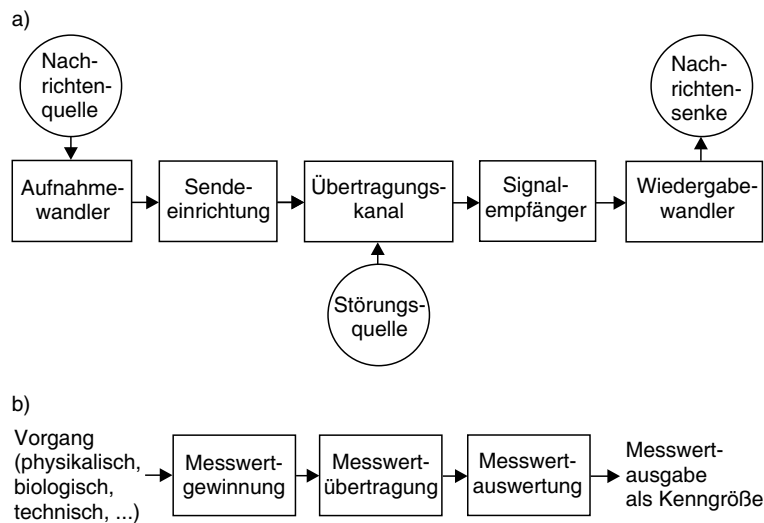 a)
Nach-
richten-
quelle
Nach-
richten-
senke
Aufnahme-
wandler
Sende-
einrichtung
Übertragungs-
kanal
Signal-
empfänger
Wiedergabe-
wandler
Störungs-
quelle
b)
Vorgang
(physikalisch,
biologisch,
technisch, ...)
Messwert-
gewinnung
Messwert-
übertragung
Messwert-
auswertung
Messwert-
ausgabe
als Kenngröße